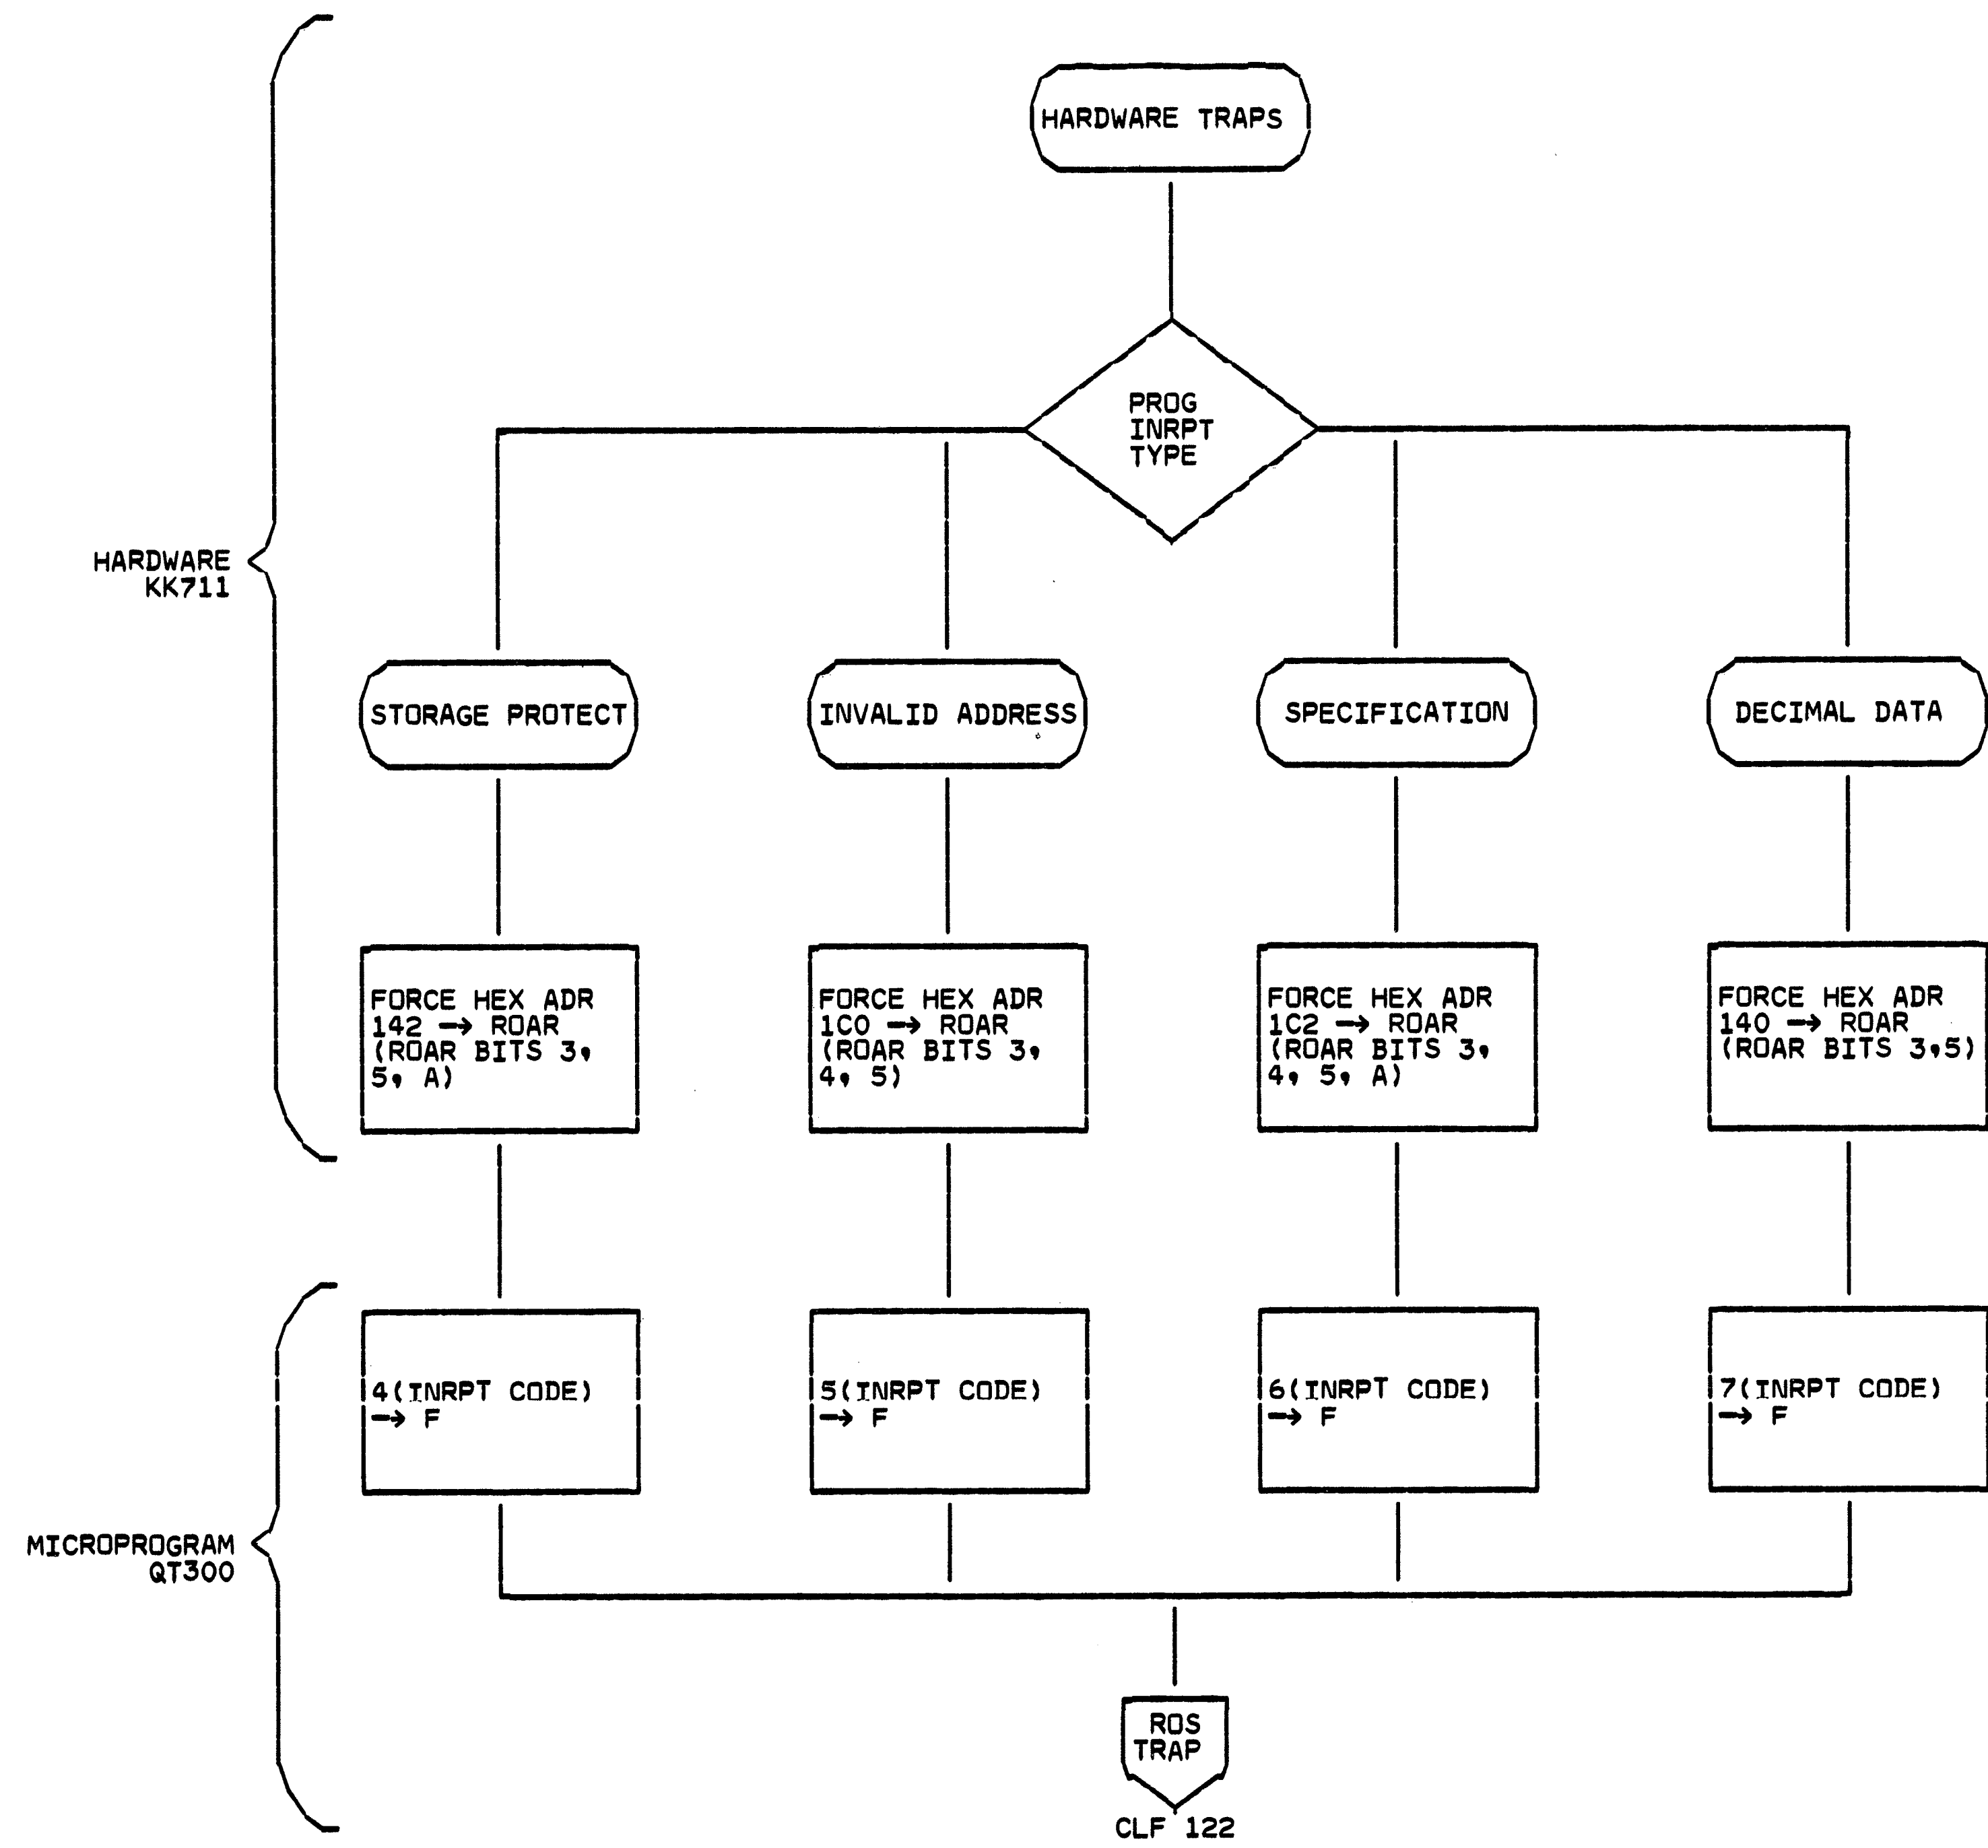 HARDWARE TRAPS
PROG
INRPT
TYPE
HARDWARE
KK711
STORAGE PROTECT
INVALID ADDRESS
SPECIFICATION
DECIMAL DATA
FORCE HEX ADR
142 → ROAR
(ROAR BITS 3,
5, A)
FORCE HEX ADR
1C0 → ROAR
(ROAR BITS 3,
4, 5)
FORCE HEX ADR
1C2 → ROAR
(ROAR BITS 3,
4, 5, A)
FORCE HEX ADR
140 → ROAR
(ROAR BITS 3,5)
4(INRPT CODE)
→ F
5(INRPT CODE)
→ F
6(INRPT CODE)
→ F
7(INRPT CODE)
→ F
MICROPROGRAM
QT300
ROS
TRAP
CLF 122